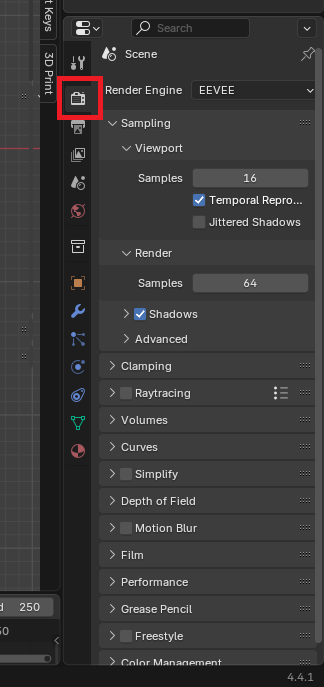 t Keys
3D Print
Search
Scene
Render Engine EEVEE
Sampling
Viewport
Samples 16
Temporal Repro...
Jittered Shadows
Render
Samples 64
Shadows
Advanced
Clamping
Raytracing
Volumes
Curves
Simplify
Depth of Field
Motion Blur
Film
Performance
Grease Pencil
Freestyle
Color Management
d 250
50
4.4.1